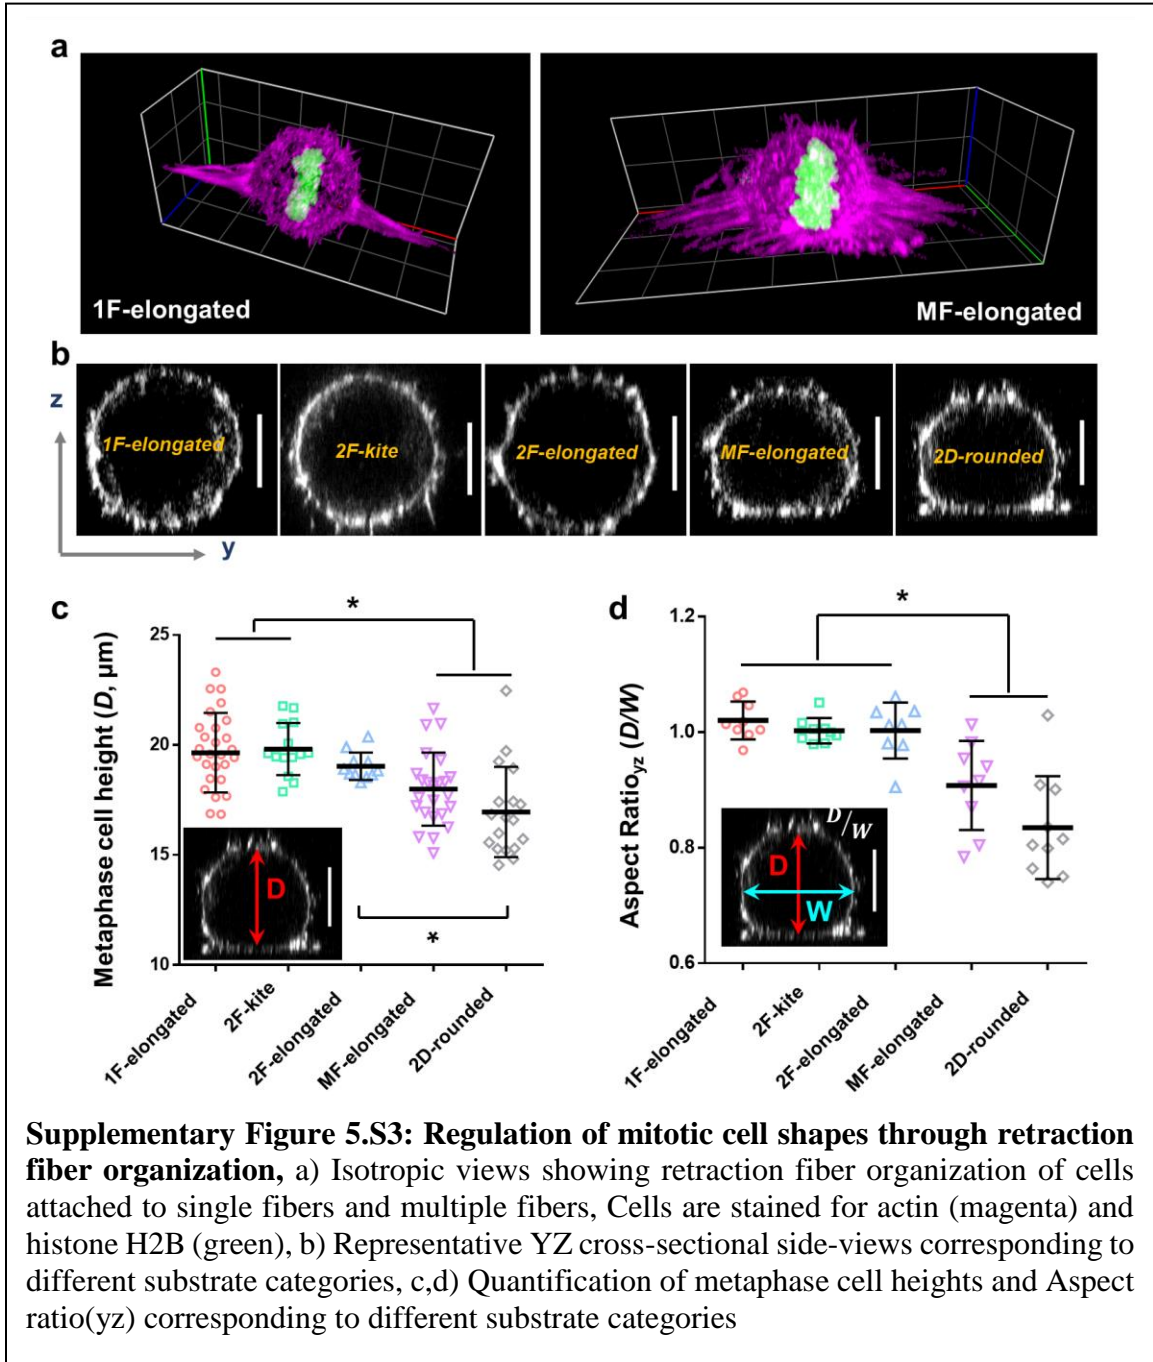 a
1F-elongated
MF-elongated
b
z
1F-elongated
2F-kite
2F-elongated
MF-elongated
2D-rounded
y
c
Metaphase cell height (D, µm)
25
20
15
10
*
*
D
1F-elongated
2F-kite
2F-elongated
MF-elongated
2D-rounded
d
Aspect Ratioyz (D/W)
1.2
1.0
0.8
0.6
*
D/W
D
W
1F-elongated
2F-kite
2F-elongated
MF-elongated
2D-rounded
Supplementary Figure 5.S3: Regulation of mitotic cell shapes through retraction
fiber organization, a) Isotropic views showing retraction fiber organization of cells
attached to single fibers and multiple fibers, Cells are stained for actin (magenta) and
histone H2B (green), b) Representative YZ cross-sectional side-views corresponding to
different substrate categories, c,d) Quantification of metaphase cell heights and Aspect
ratio(yz) corresponding to different substrate categories